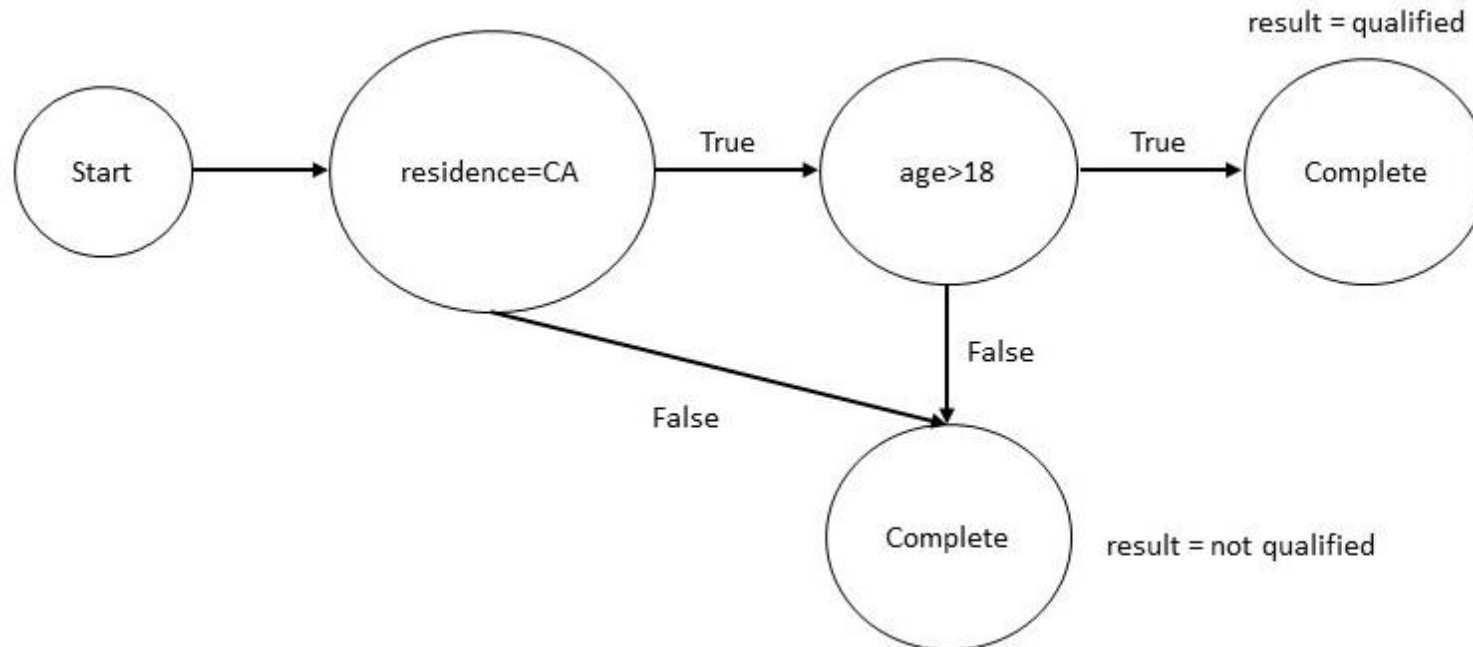 result = qualified
Start
residence=CA
True
age>18
True
Complete
False
False
Complete
result = not qualified